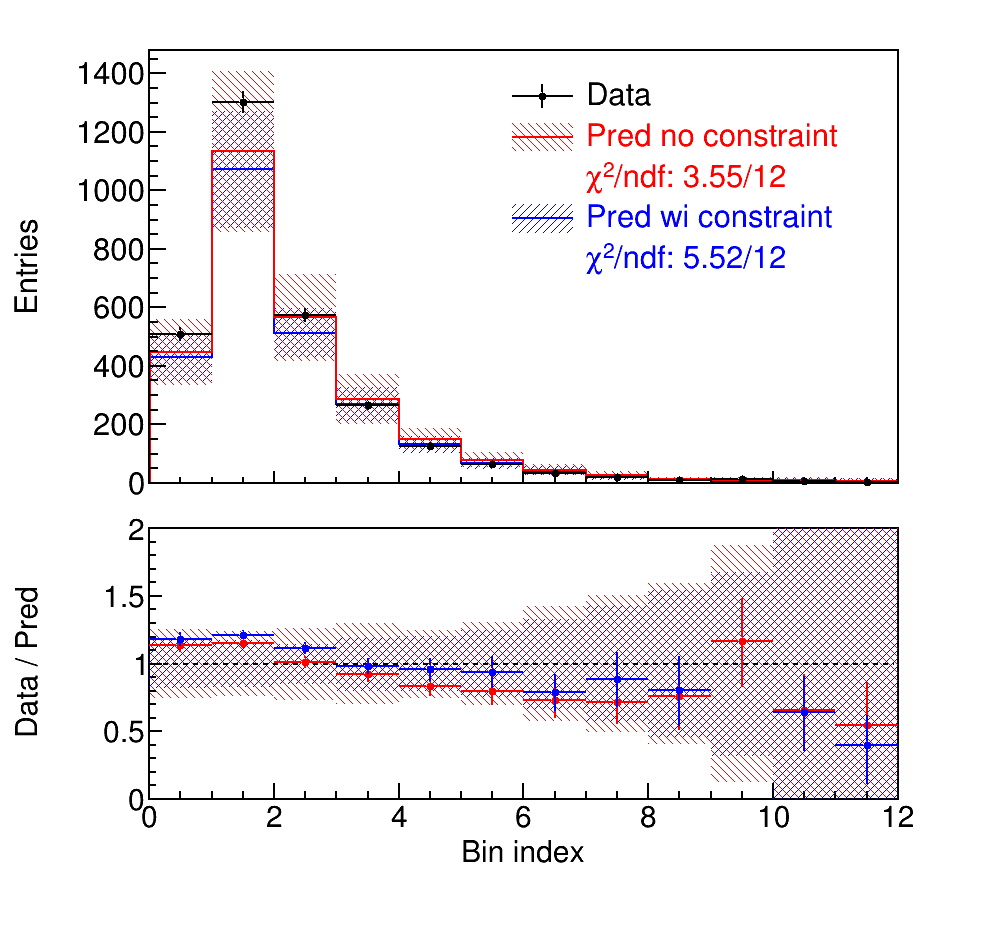 Entries
1400
1200
1000
800
600
400
200
0
Data
Pred no constraint
χ²/ndf: 3.55/12
Pred wi constraint
χ²/ndf: 5.52/12
Data / Pred
2
1.5
1
0.5
0
0 2 4 6 8 10 12
Bin index